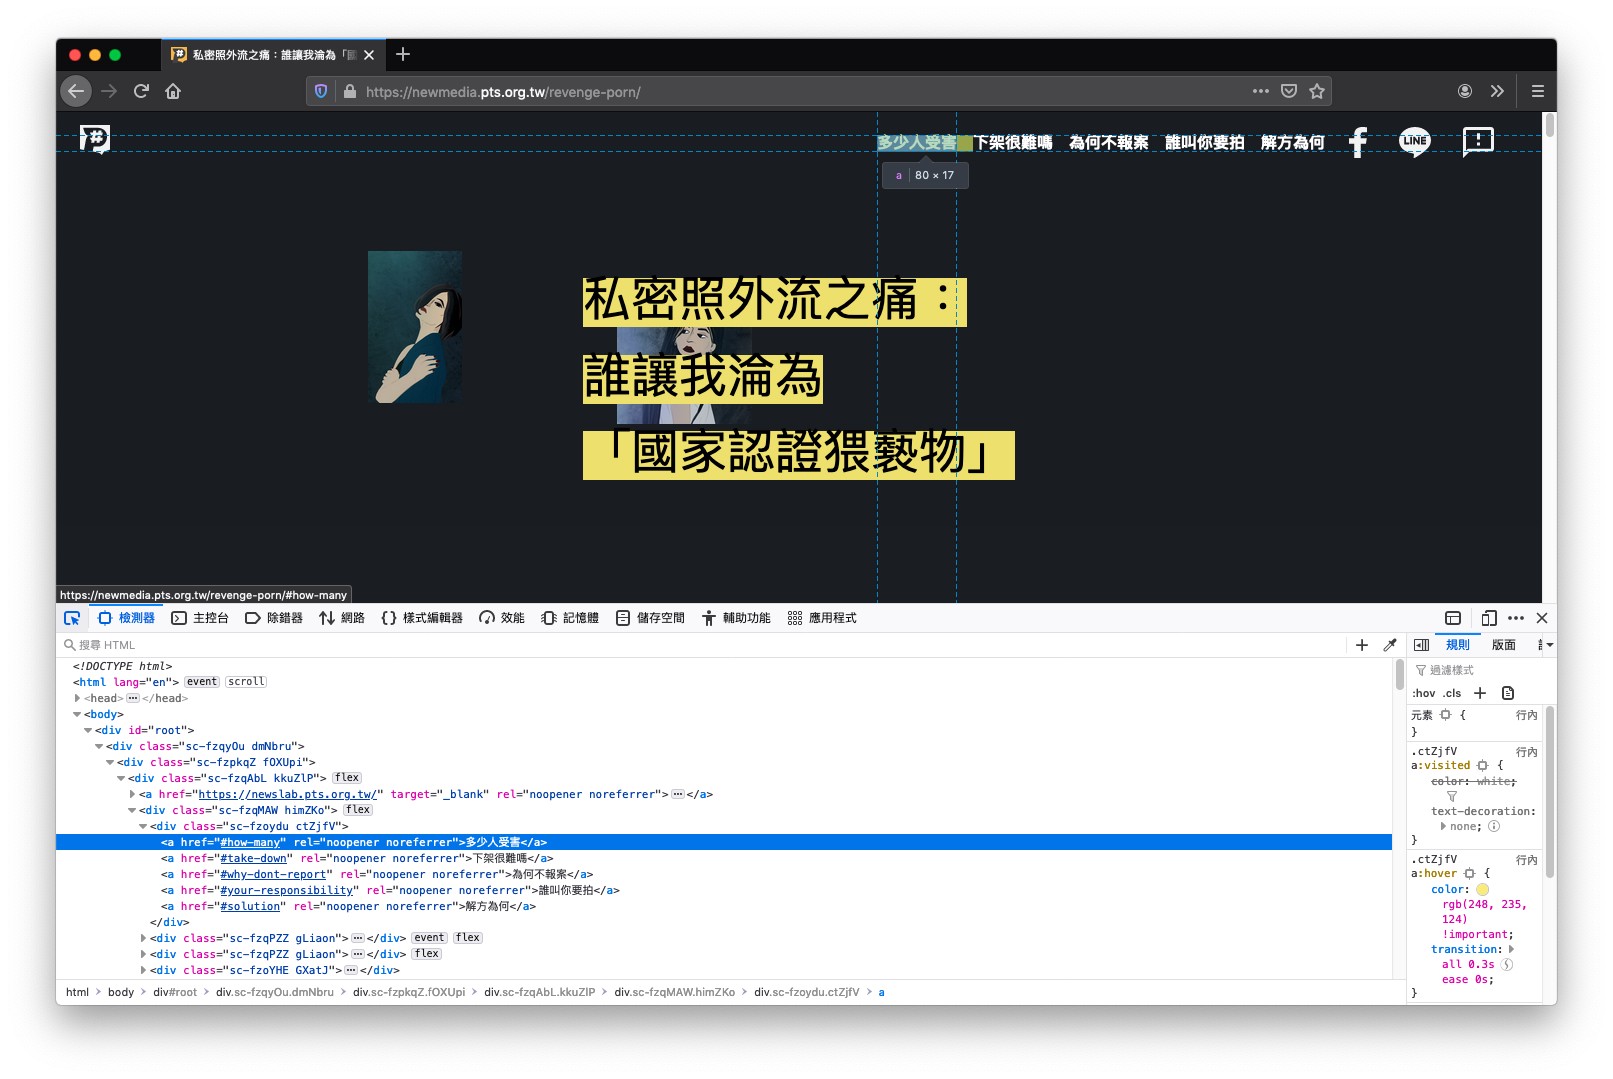 私密照外流之痛：誰讓我淪為「國
https://newmedia.pts.org.tw/revenge-porn/
多少人受害 下架很難嗎 為何不報案 誰叫你要拍 解方為何 LINE
a 80 × 17
私密照外流之痛：
誰讓我淪為
「國家認證猥褻物」
https://newmedia.pts.org.tw/revenge-porn/#how-many
檢測器 主控台 除錯器 網路 樣式編輯器 效能 記憶體 儲存空間 輔助功能 應用程式
搜尋 HTML
規則 版面
<!DOCTYPE html>
<html lang="en"> event scroll
<head> ••• </head>
<body>
<div id="root">
<div class="sc-fzqyOu dmNbru">
<div class="sc-fzpkqZ fOXUpi">
<div class="sc-fzqAbL kkuZlP"> flex
<a href="https://newslab.pts.org.tw/" target="_blank" rel="noopener noreferrer"> ••• </a>
<div class="sc-fzqMAW himZKo"> flex
<div class="sc-fzoydu ctZjfV">
<a href="#how-many" rel="noopener noreferrer">多少人受害</a>
<a href="#take-down" rel="noopener noreferrer">下架很難嗎</a>
<a href="#why-dont-report" rel="noopener noreferrer">為何不報案</a>
<a href="#your-responsibility" rel="noopener noreferrer">誰叫你要拍</a>
<a href="#solution" rel="noopener noreferrer">解方為何</a>
</div>
<div class="sc-fzqPZZ gLiaon"> ••• </div> event flex
<div class="sc-fzqPZZ gLiaon"> ••• </div> flex
<div class="sc-fzoYHE GXatJ"> ••• </div>
過濾樣式
:hov .cls +
元素 { 行內
}
.ctZjfV 行內
a:visited {
color: white;
text-decoration:
none;
}
.ctZjfV 行內
a:hover {
color:
rgb(248, 235,
124)
!important;
transition:
all 0.3s
ease 0s;
}
html > body > div#root > div.sc-fzqyOu.dmNbru > div.sc-fzpkqZ.fOXUpi > div.sc-fzqAbL.kkuZlP > div.sc-fzqMAW.himZKo > div.sc-fzoydu.ctZjfV > a